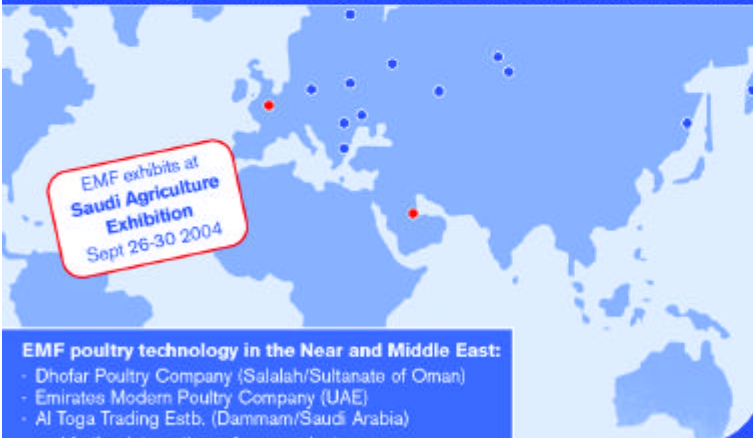 EMF exhibits at
Saudi Agriculture
Exhibition
Sept 26-30 2004
EMF poultry technology in the Near and Middle East:
- Dhofar Poultry Company (Salalah/Sultanate of Oman)
- Emirates Modern Poultry Company (UAE)
- Al Toga Trading Estb. (Dammam/Saudi Arabia)